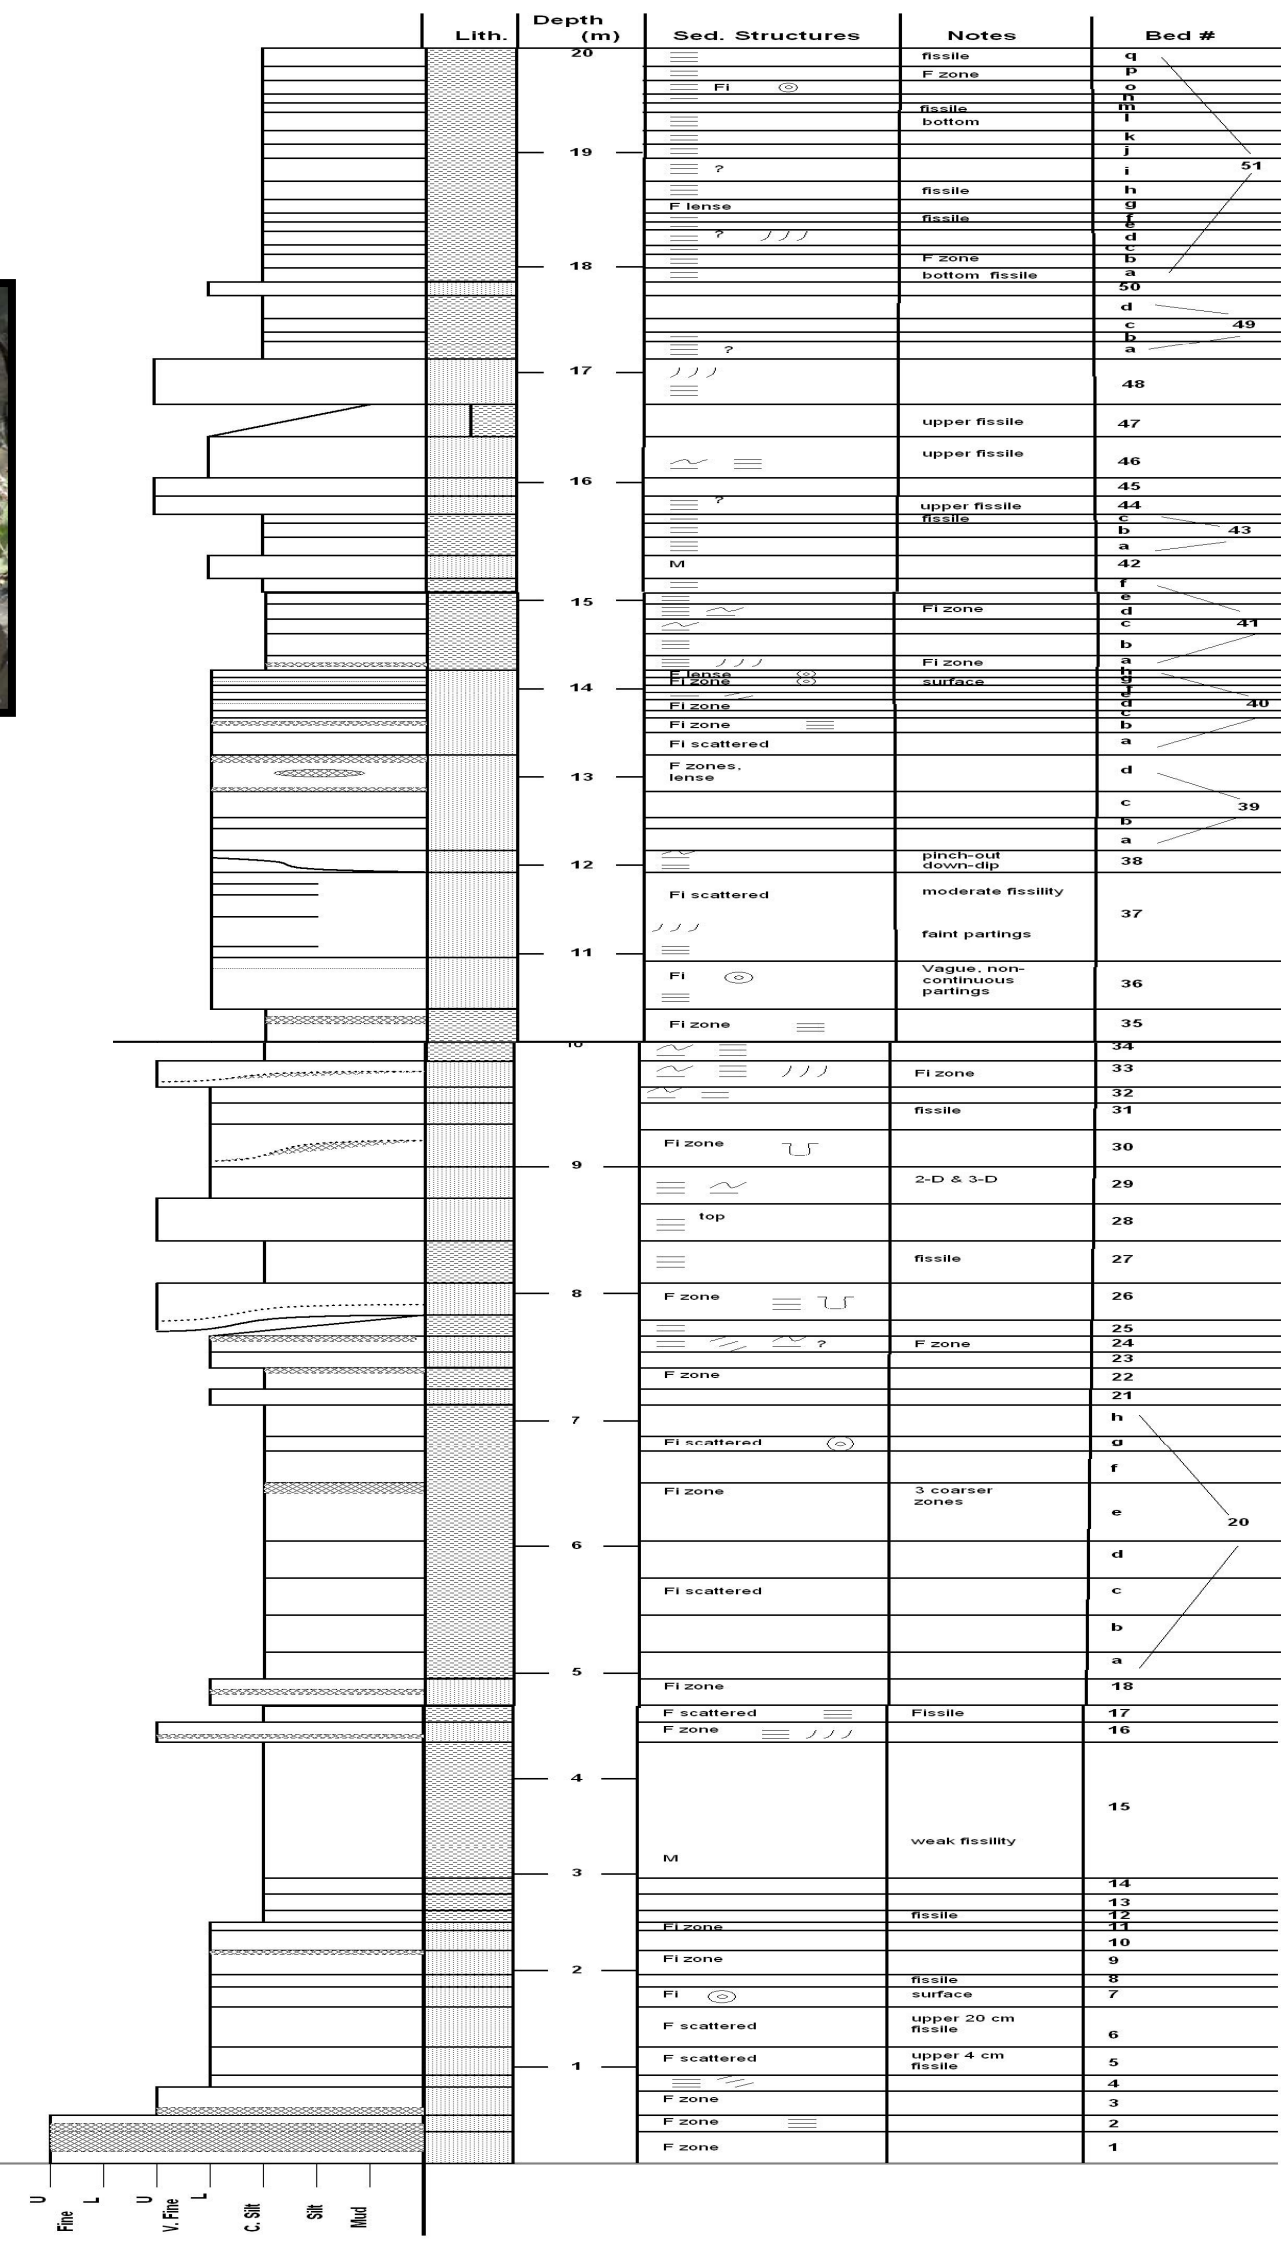 Lith. Depth (m) Sed. Structures Notes Bed #
20 fissile q
F zone p
Fi o
n
fissile m
bottom l
k
19 j
? i
51
fissile h
F lense g
fissile f
e
? d
c
18 F zone b
bottom fissile a
50
d
c 49
b
? a
17
48
upper fissile 47
upper fissile 46
16 45
? upper fissile 44
fissile c
b 43
a
M 42
f
15 e
Fi zone d
c 41
b
Fi zone a
F lense h
Fi zone surface g
14 f
e
Fi zone d 40
c
Fi zone b
Fi scattered a
F zones,
lense d
13
c 39
b
a
12 pinch-out
down-dip 38
Fi scattered moderate fissility
37
faint partings
11
Fi Vague, non-
continuous
partings 36
Fi zone 35
10 34
Fi zone 33
32
fissile 31
Fi zone 30
9
2-D & 3-D 29
top 28
fissile 27
8 F zone 26
25
? F zone 24
23
F zone 22
21
7 h
Fi scattered g
f
Fi zone 3 coarser
zones
e
20
6 d
Fi scattered c
b
5 a
Fi zone 18
F scattered Fissile 17
F zone 16
4
15
weak fissility
M
3
14
13
fissile 12
Fi zone 11
10
Fi zone 9
2 fissile 8
Fi surface 7
F scattered upper 20 cm
fissile 6
1 F scattered upper 4 cm
fissile 5
4
F zone 3
F zone 2
F zone 1
U L U L
Fine V. Fine C. Silt Silt Mud